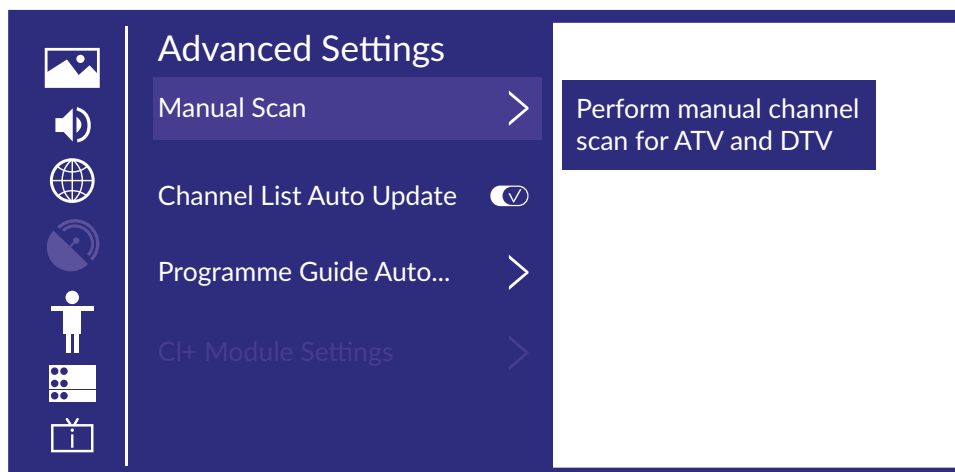 Advanced Settings
Manual Scan
Perform manual channel
scan for ATV and DTV
Channel List Auto Update
Programme Guide Auto...
CI+ Module Settings
i